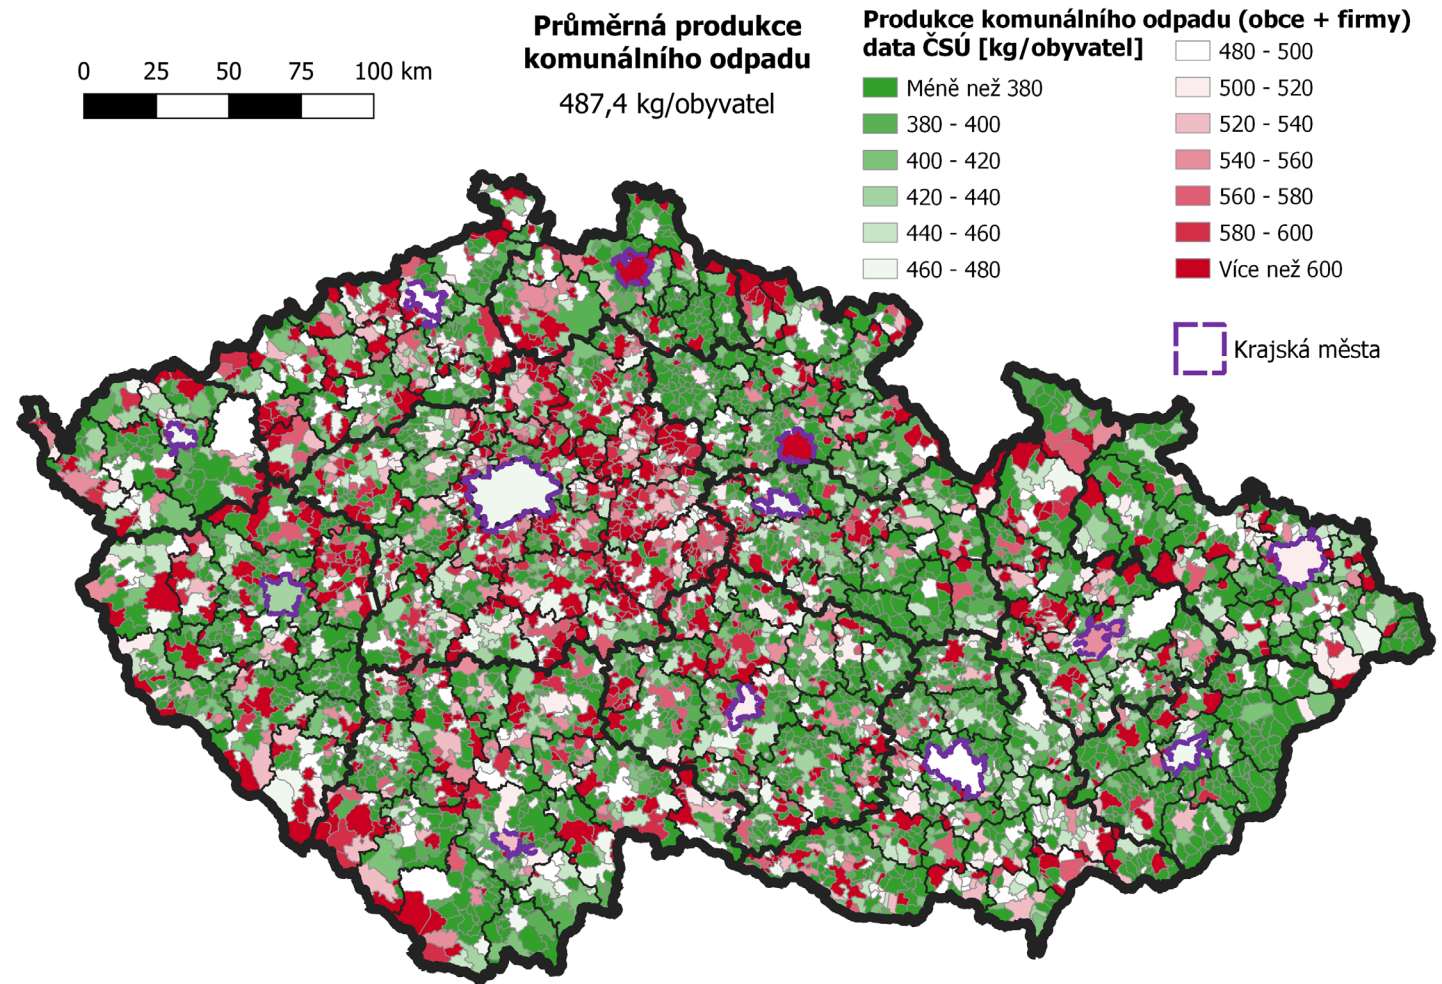 Průměrná produkce
komunálního odpadu
487,4 kg/obyvatel
0 25 50 75 100 km
Produkce komunálního odpadu (obce + firmy)
data ČSÚ [kg/obyvatel]
Méně než 380
380 - 400
400 - 420
420 - 440
440 - 460
460 - 480
480 - 500
500 - 520
520 - 540
540 - 560
560 - 580
580 - 600
Více než 600
Krajská města